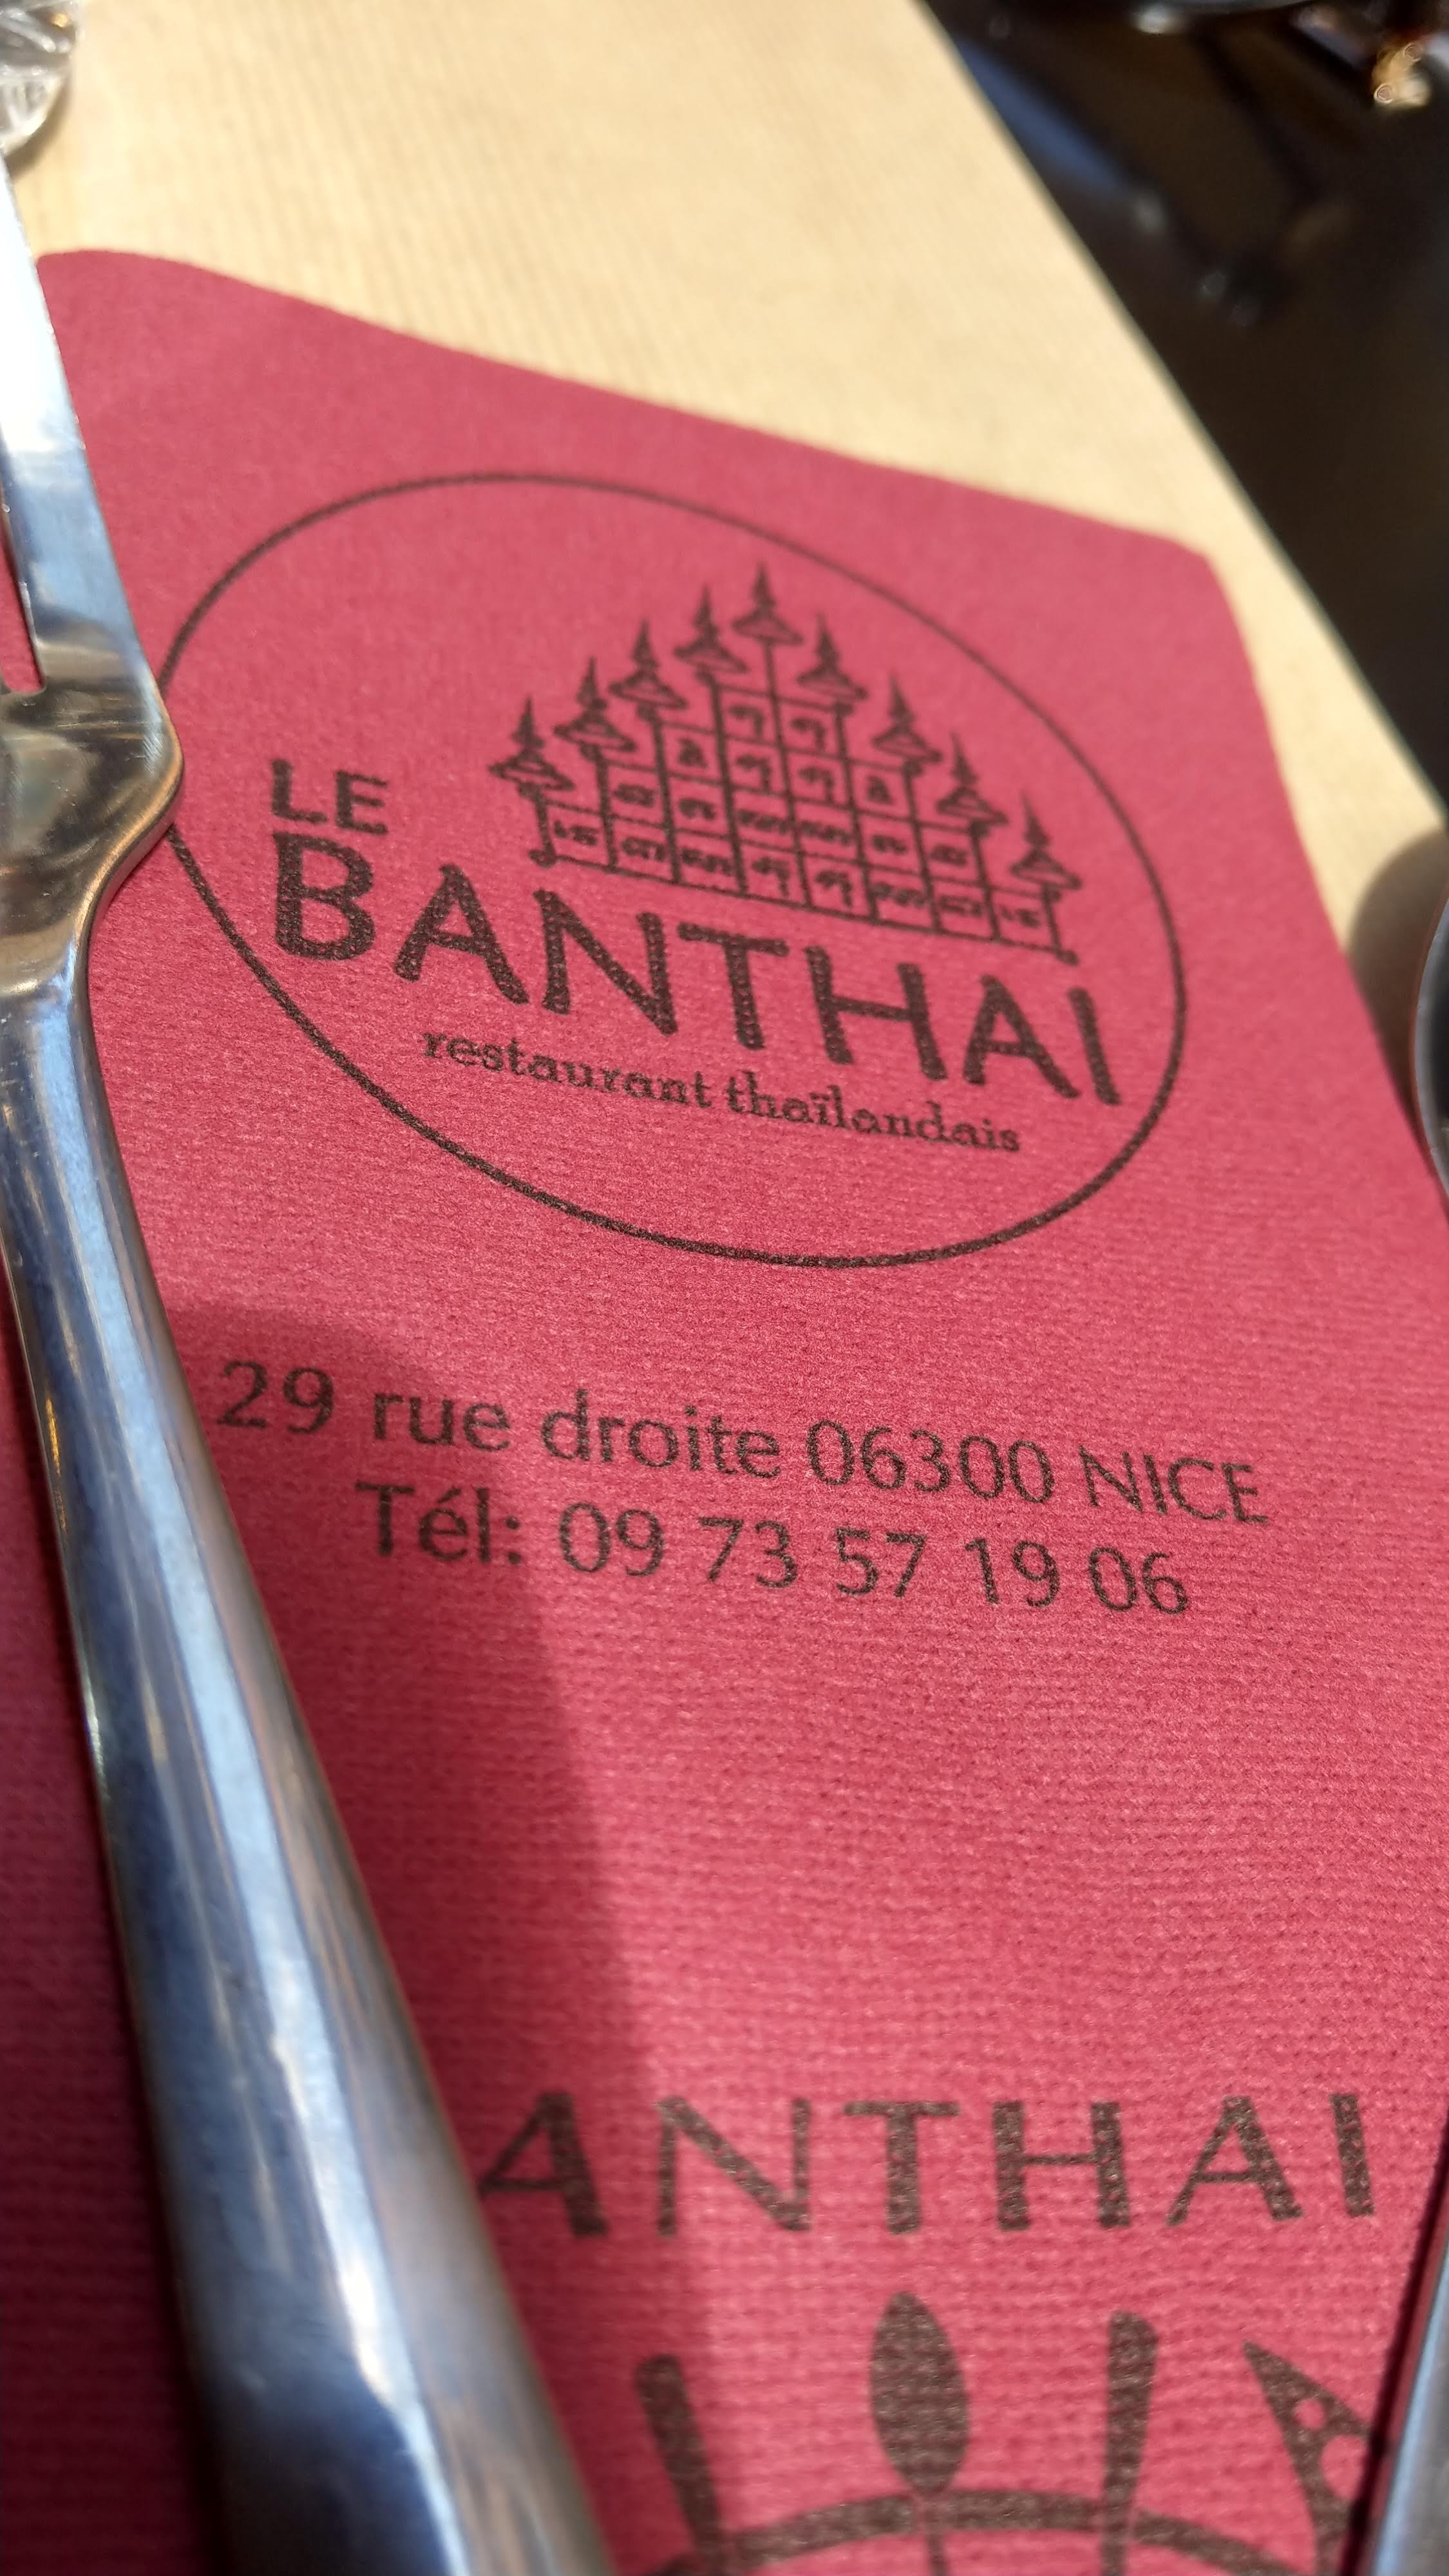 LE
BANTHAI
restaurant thaïlandais
29 rue droite 06300 NICE
Tél: 09 73 57 19 06
ANTHAI